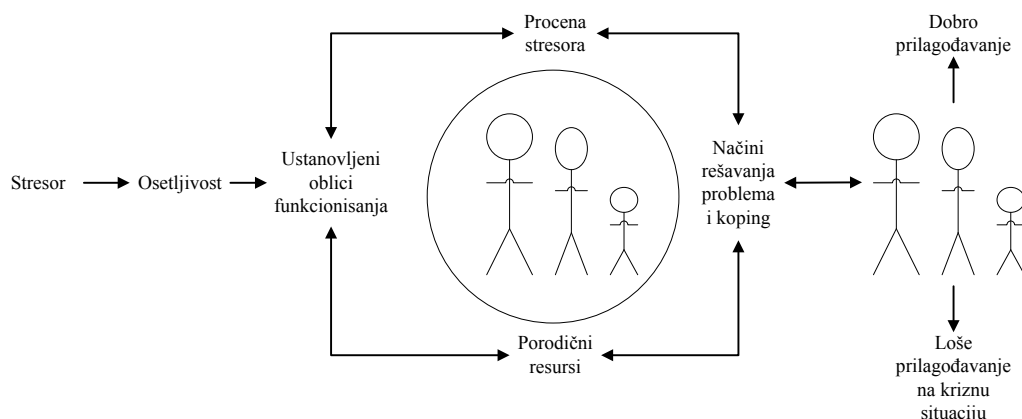 Stresor
Osetljivost
Ustanovljeni
oblici
funkcionisanja
Procena
stresora
Porodični
resursi
Načini
rešavanja
problema
i koping
Dobro
prilagođavanje
Loše
prilagođavanje
na kriznu
situaciju